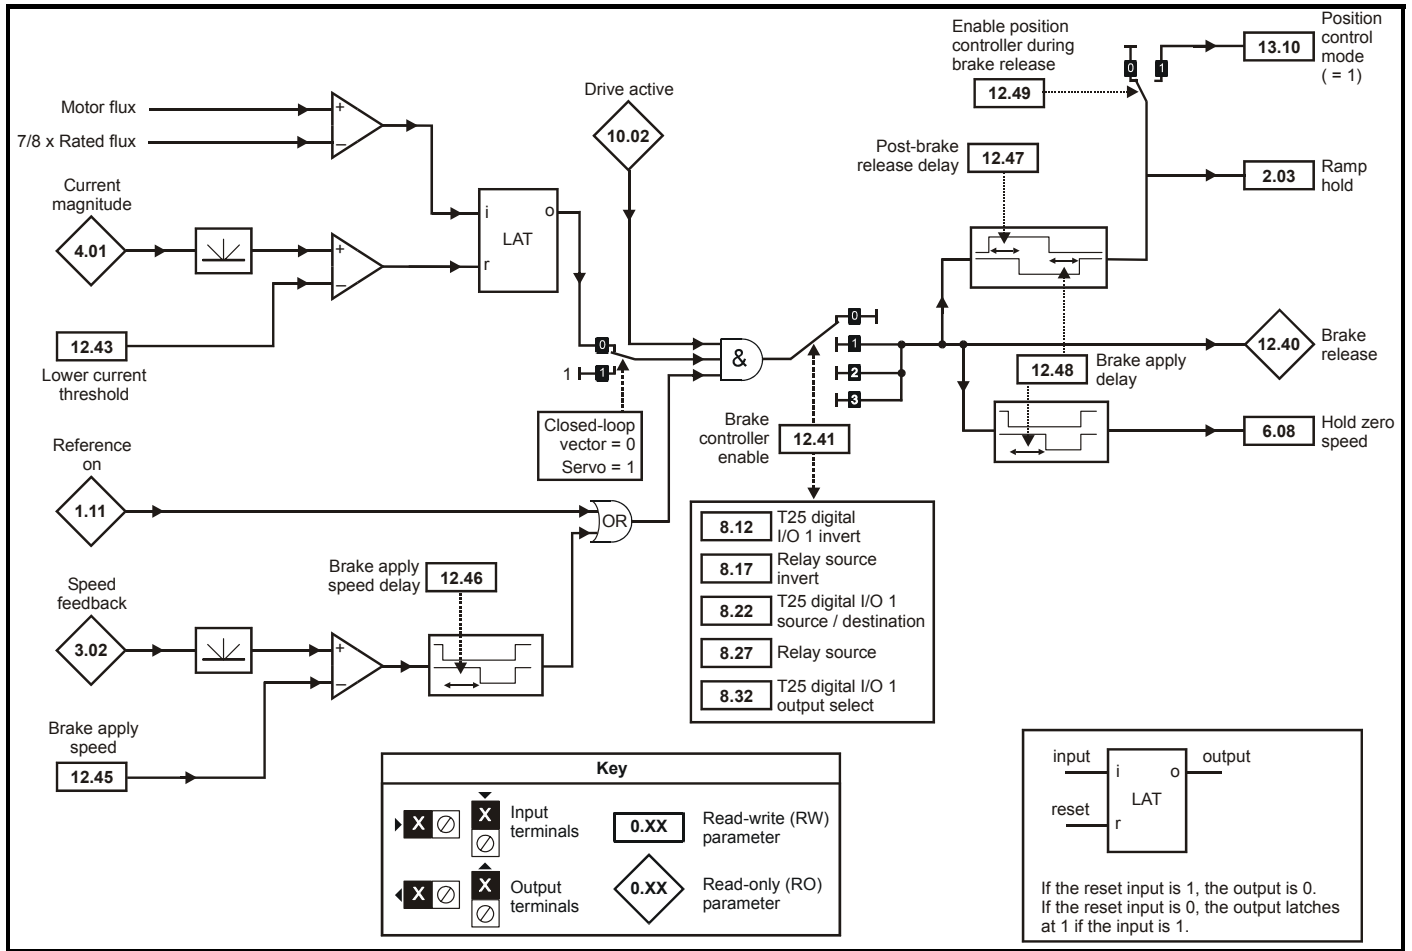 Motor flux
7/8 x Rated flux
+
–
Current
magnitude
4.01
+
–
12.43
Lower current
threshold
i
o
LAT
r
Drive active
10.02
0
1
1
Closed-loop
vector = 0
Servo = 1
&
Reference
on
1.11
OR
Speed
feedback
3.02
+
–
Brake apply
speed delay
12.46
Brake apply
speed
12.45
0
1
2
3
Brake
controller
enable
12.41
8.12
T25 digital
I/O 1 invert
8.17
Relay source
invert
8.22
T25 digital I/O 1
source / destination
8.27
Relay source
8.32
T25 digital I/O 1
output select
Enable position
controller during
brake release
12.49
0
1
13.10
Position
control
mode
( = 1)
Post-brake
release delay
12.47
2.03
Ramp
hold
12.40
Brake
release
12.48
Brake apply
delay
6.08
Hold zero
speed
Key
X
X
Input
terminals
0.XX
Read-write (RW)
parameter
X
X
Output
terminals
0.XX
Read-only (RO)
parameter
input
i
o
output
LAT
reset
r
If the reset input is 1, the output is 0.
If the reset input is 0, the output latches
at 1 if the input is 1.